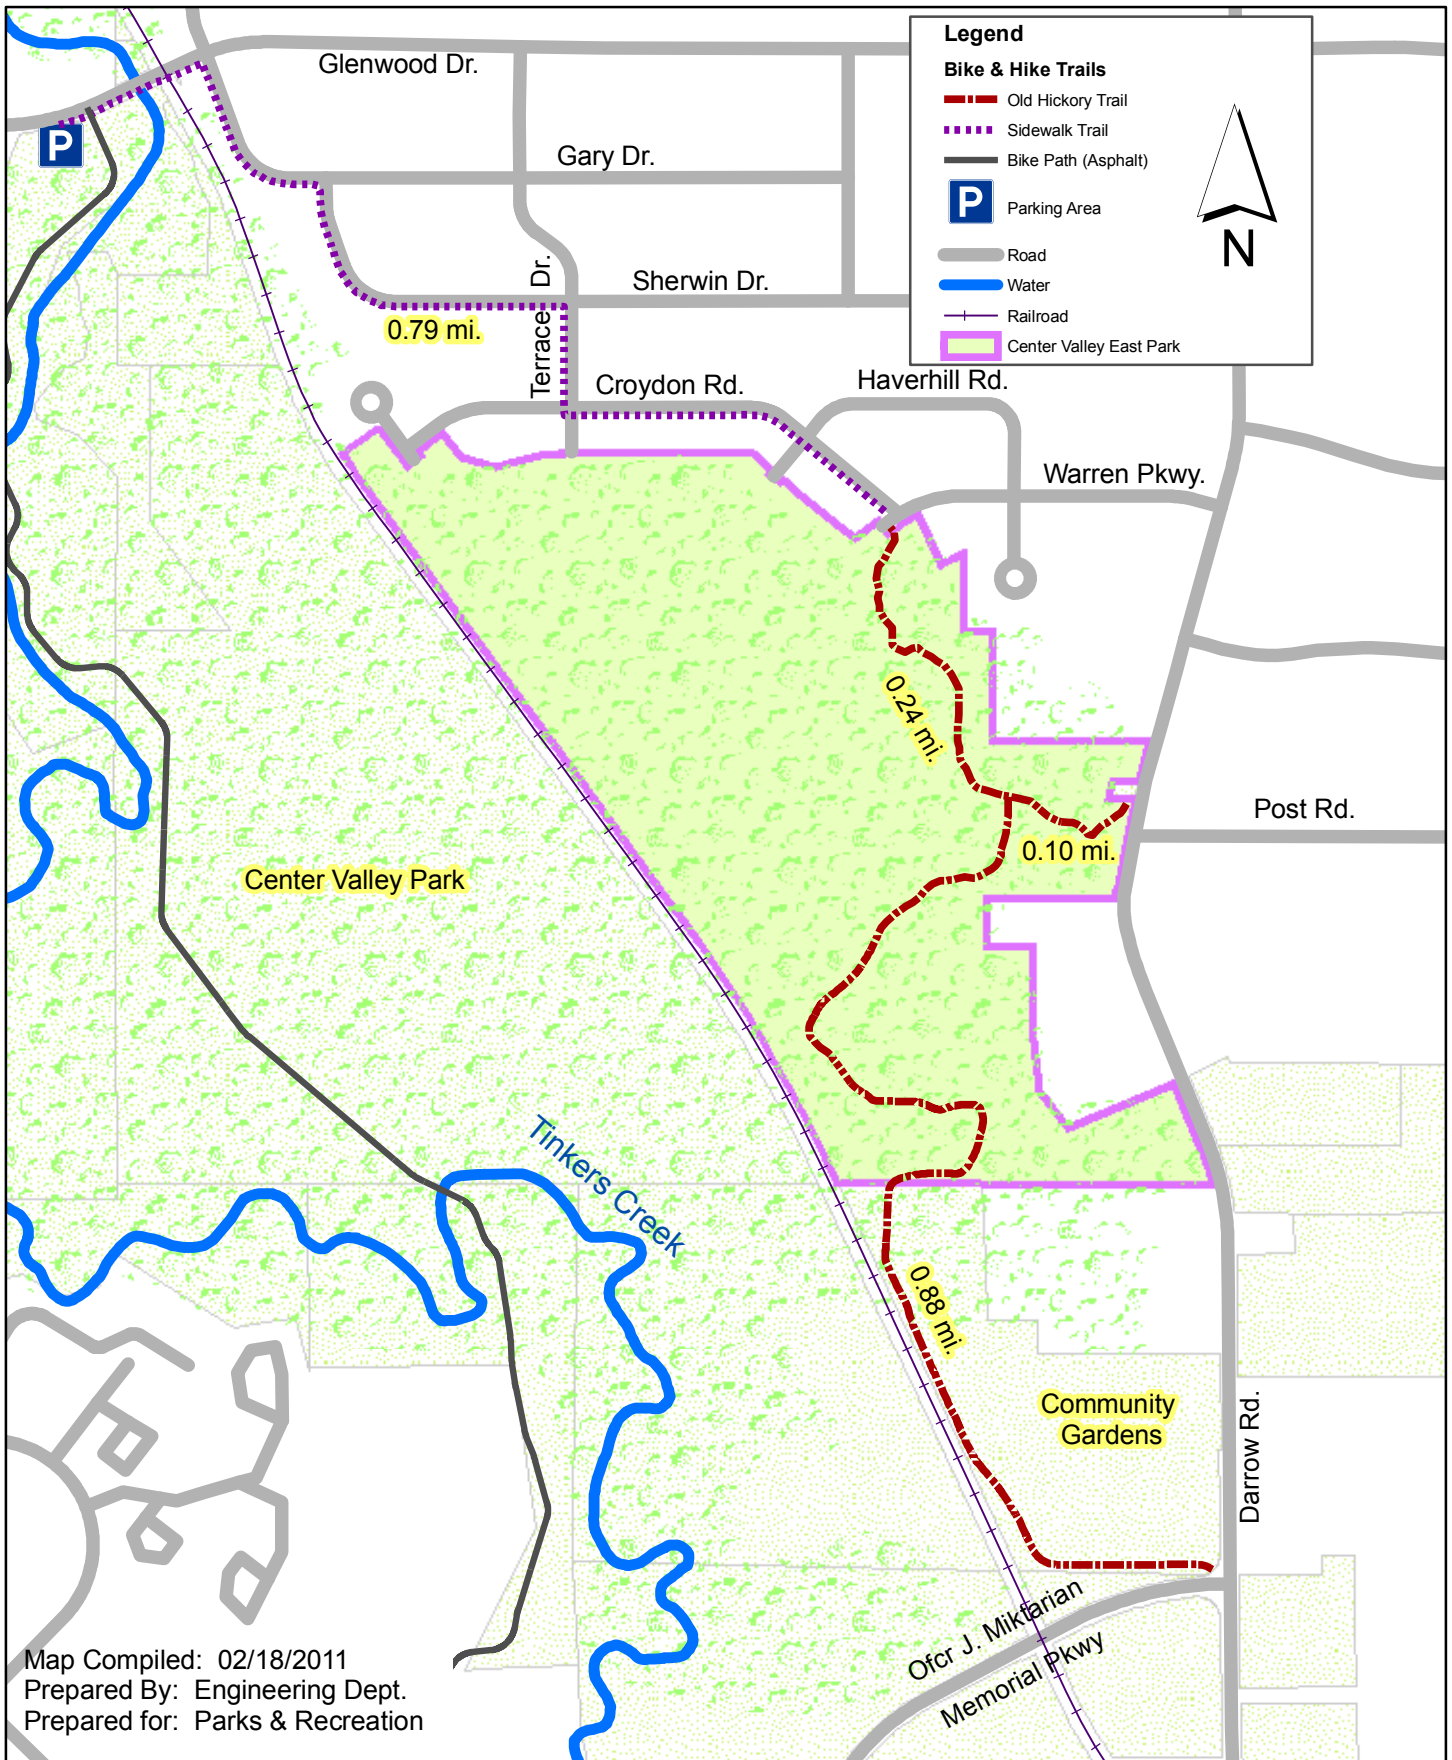 Legend
Bike & Hike Trails
Old Hickory Trail
Sidewalk Trail
Bike Path (Asphalt)
P
Parking Area
Road
Water
Railroad
Center Valley East Park
N
Glenwood Dr.
P
Gary Dr.
Terrace Dr.
Sherwin Dr.
0.79 mi.
Croydon Rd.
Haverhill Rd.
Warren Pkwy.
0.24 mi.
Post Rd.
0.10 mi.
Center Valley Park
Tinkers Creek
0.88 mi.
Community
Gardens
Darrow Rd.
Ofcr J. Miktarian
Memorial Pkwy
Map Compiled: 02/18/2011
Prepared By: Engineering Dept.
Prepared for: Parks & Recreation